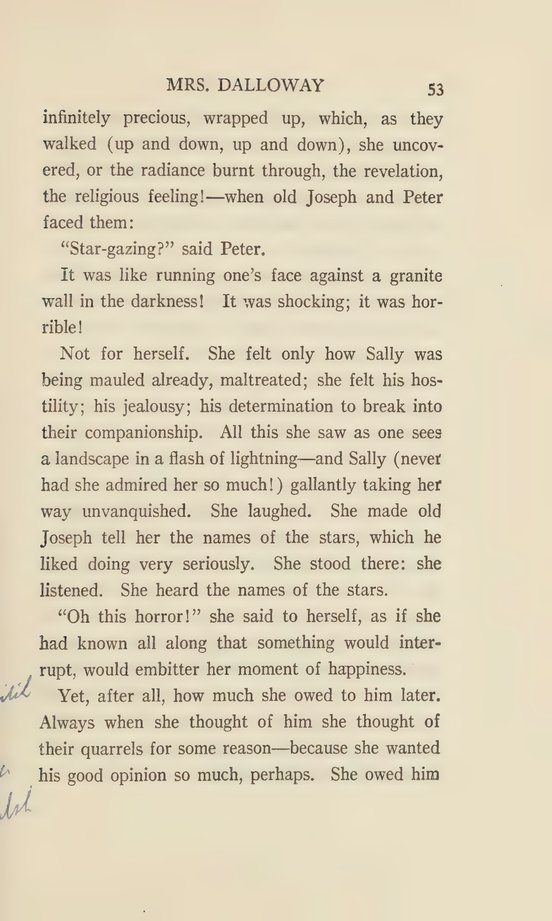 MRS. DALLOWAY 53
infinitely precious, wrapped up, which, as they
walked (up and down, up and down), she uncov-
ered, or the radiance burnt through, the revelation,
the religious feeling!—when old Joseph and Peter
faced them:
"Star-gazing?" said Peter.
It was like running one's face against a granite
wall in the darkness! It was shocking; it was hor-
rible!
Not for herself. She felt only how Sally was
being mauled already, maltreated; she felt his hos-
tility; his jealousy; his determination to break into
their companionship. All this she saw as one sees
a landscape in a flash of lightning—and Sally (never
had she admired her so much!) gallantly taking her
way unvanquished. She laughed. She made old
Joseph tell her the names of the stars, which he
liked doing very seriously. She stood there: she
listened. She heard the names of the stars.
"Oh this horror!" she said to herself, as if she
had known all along that something would inter-
rupt, would embitter her moment of happiness.
Yet, after all, how much she owed to him later.
Always when she thought of him she thought of
their quarrels for some reason—because she wanted
his good opinion so much, perhaps. She owed him